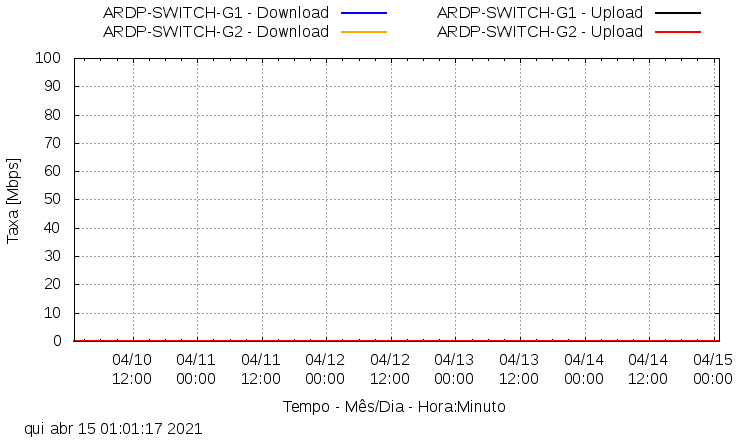 ARDP-SWITCH-G1 - Download ARDP-SWITCH-G1 - Upload
ARDP-SWITCH-G2 - Download ARDP-SWITCH-G2 - Upload
100
90
80
70
60
50
40
30
20
10
0
Taxa [Mbps]
04/10 04/11 04/11 04/12 04/12 04/13 04/13 04/14 04/14 04/15
12:00 00:00 12:00 00:00 12:00 00:00 12:00 00:00 12:00 00:00
Tempo - Mês/Dia - Hora:Minuto
qui abr 15 01:01:17 2021